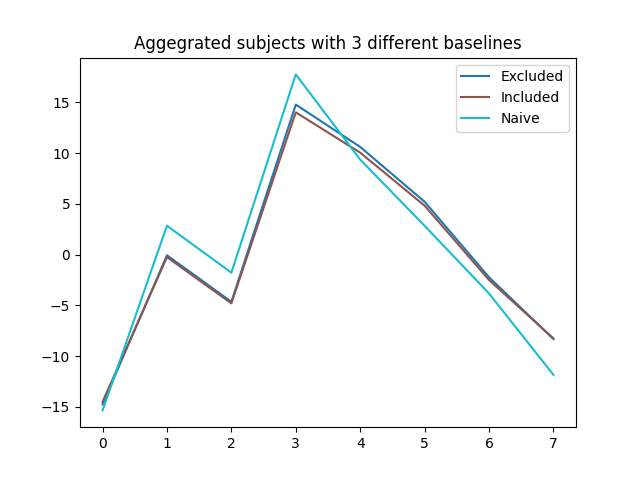 Aggegrated subjects with 3 different baselines
Excluded
Included
Naive
15
10
5
0
−5
−10
−15
0 1 2 3 4 5 6 7